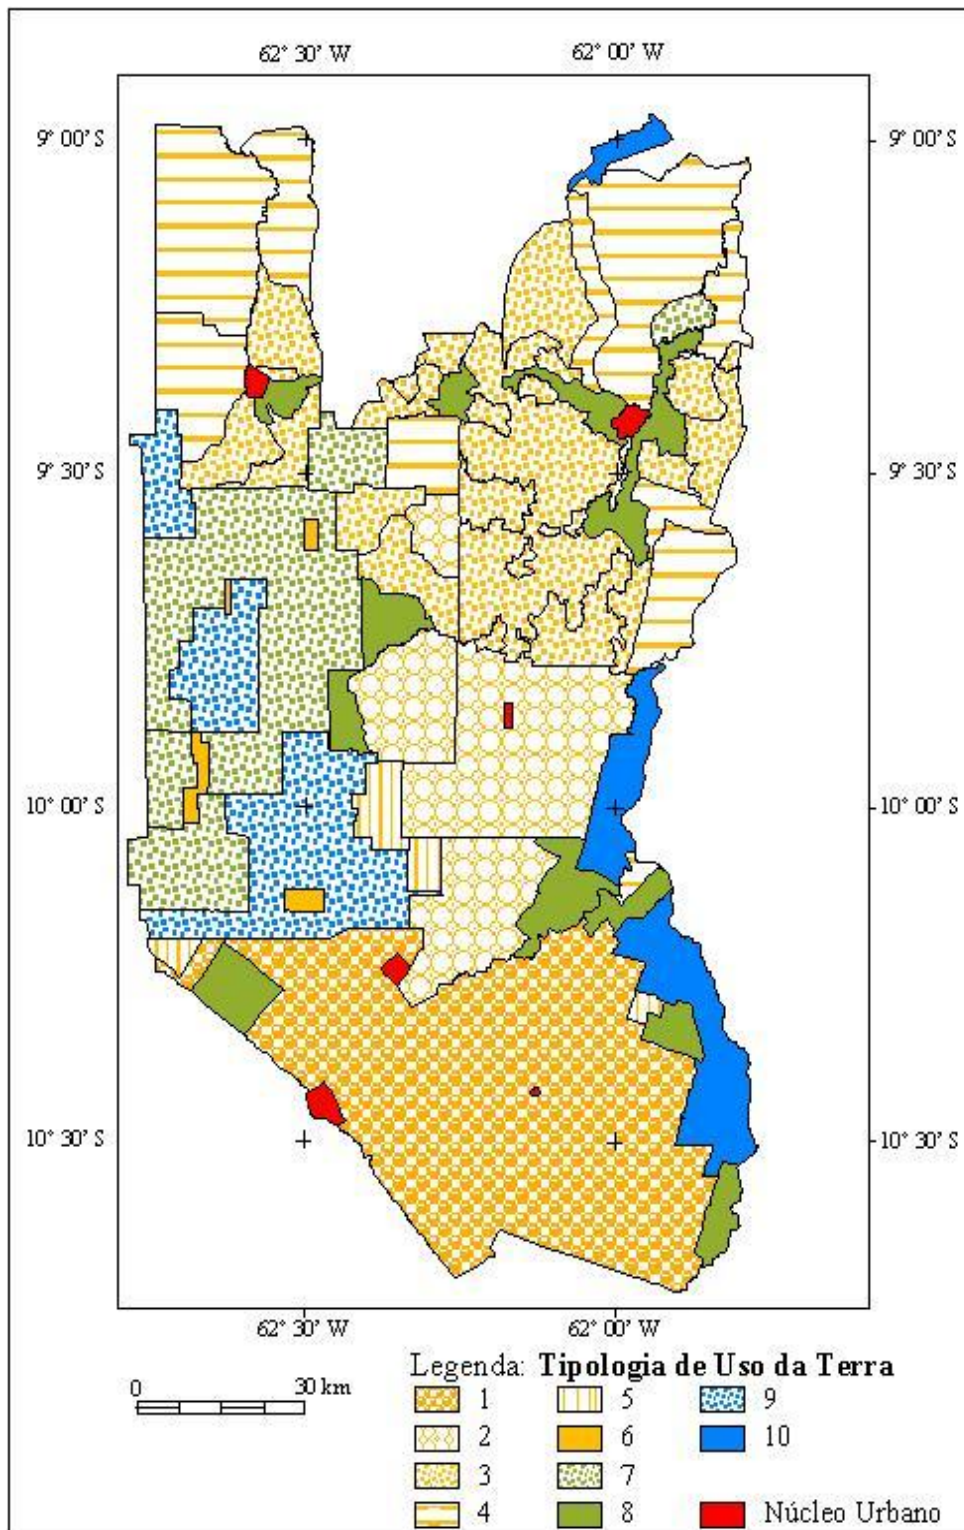 62° 30' W 62° 00' W
9° 00' S 9° 00' S
9° 30' S 9° 30' S
10° 00' S 10° 00' S
10° 30' S 10° 30' S
62° 30' W 62° 00' W
Legenda: Tipologia de Uso da Terra
0 30 km
1 5 9
2 6 10
3 7
4 8 Núcleo Urbano